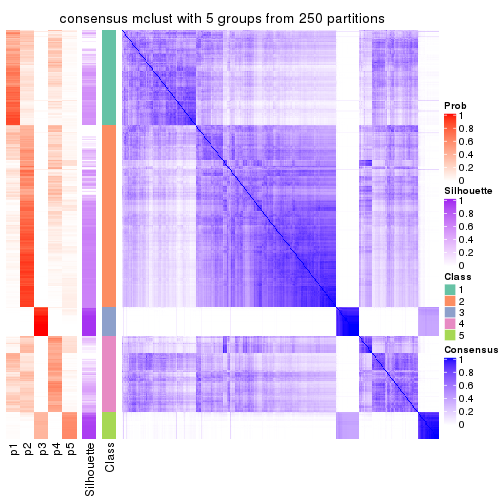 consensus mclust with 5 groups from 250 partitions
Prob
1
0.8
0.6
0.4
0.2
0
Silhouette
1
0.8
0.6
0.4
0.2
0
Class
1
2
3
4
5
Consensus
1
0.8
0.6
0.4
0.2
0
p1
p2
p3
p4
p5
Silhouette
Class